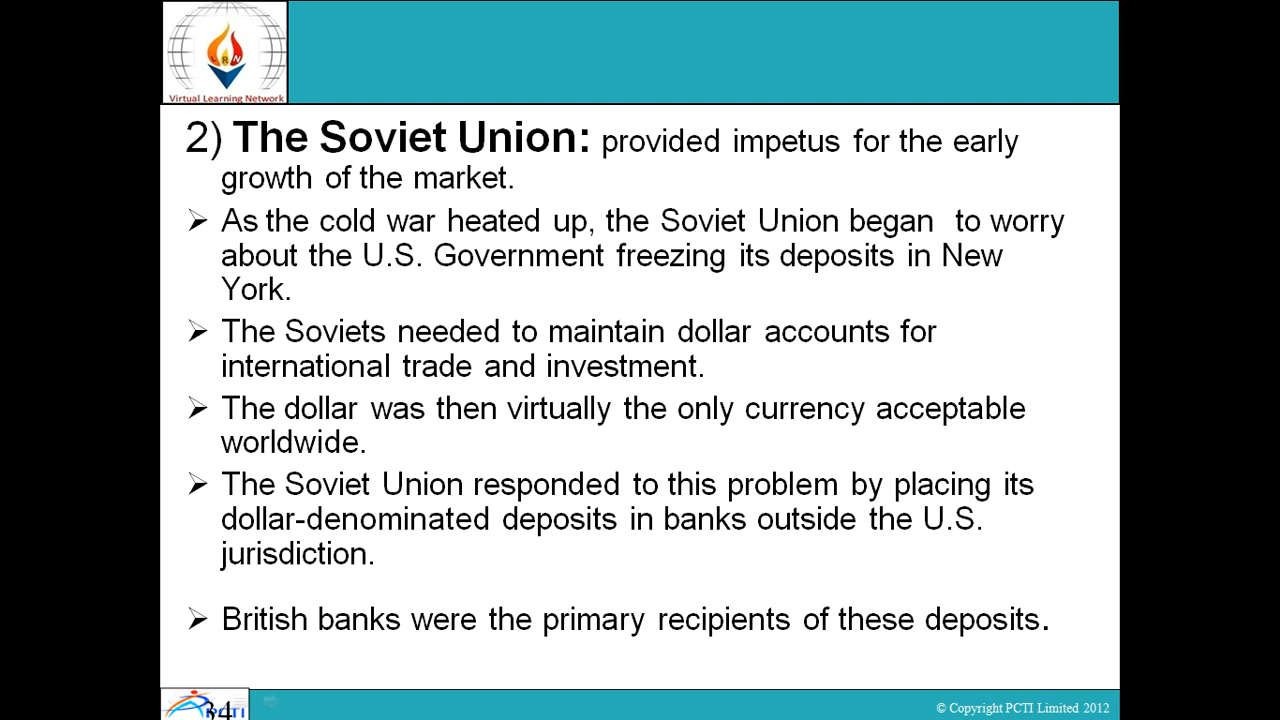 LRN
Virtual Learning Network
2) The Soviet Union: provided impetus for the early
growth of the market.
➢ As the cold war heated up, the Soviet Union began  to worry
about the U.S. Government freezing its deposits in New
York.
➢ The Soviets needed to maintain dollar accounts for
international trade and investment.
➢ The dollar was then virtually the only currency acceptable
worldwide.
➢ The Soviet Union responded to this problem by placing its
dollar-denominated deposits in banks outside the U.S.
jurisdiction.
➢ British banks were the primary recipients of these deposits.
34
PCTI
© Copyright PCTI Limited 2012